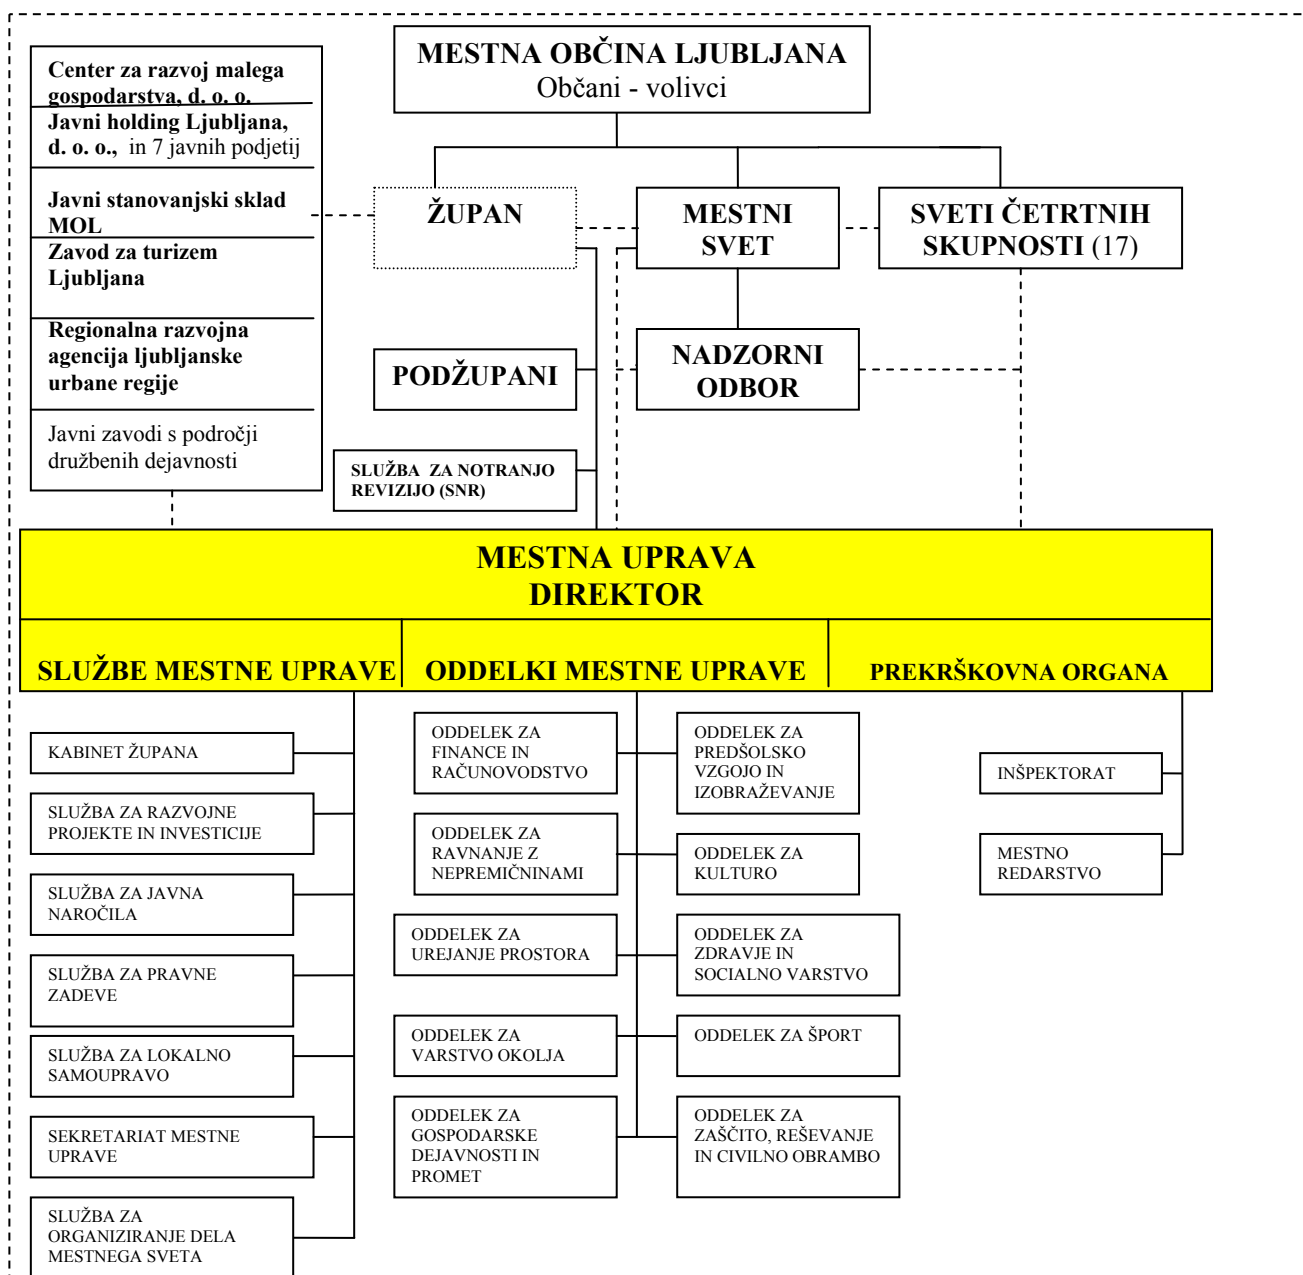 MESTNA OBČINA LJUBLJANA
Občani - volivci
Center za razvoj malega
gospodarstva, d. o. o.
Javni holding Ljubljana,
d. o. o., in 7 javnih podjetij
Javni stanovanjski sklad
MOL
Zavod za turizem
Ljubljana
Regionalna razvojna
agencija ljubljanske
urbane regije
Javni zavodi s področji
družbenih dejavnosti
ŽUPAN
MESTNI
SVET
SVETI ČETRTNIH
SKUPNOSTI (17)
PODŽUPANI
NADZORNI
ODBOR
SLUŽBA ZA NOTRANJO
REVIZIJO (SNR)
MESTNA UPRAVA
DIREKTOR
SLUŽBE MESTNE UPRAVE
ODDELKI MESTNE UPRAVE
PREKRŠKOVNA ORGANA
KABINET ŽUPANA
SLUŽBA ZA RAZVOJNE
PROJEKTE IN INVESTICIJE
SLUŽBA ZA JAVNA
NAROČILA
SLUŽBA ZA PRAVNE
ZADEVE
SLUŽBA ZA LOKALNO
SAMOUPRAVO
SEKRETARIAT MESTNE
UPRAVE
SLUŽBA ZA
ORGANIZIRANJE DELA
MESTNEGA SVETA
ODDELEK ZA
FINANCE IN
RAČUNOVODSTVO
ODDELEK ZA
RAVNANJE Z
NEPREMIČNINAMI
ODDELEK ZA
UREJANJE PROSTORA
ODDELEK ZA
VARSTVO OKOLJA
ODDELEK ZA
GOSPODARSKE
DEJAVNOSTI IN
PROMET
ODDELEK ZA
PREDŠOLSKO
VZGOJO IN
IZOBRAŽEVANJE
ODDELEK ZA
KULTURO
ODDELEK ZA
ZDRAVJE IN
SOCIALNO VARSTVO
ODDELEK ZA ŠPORT
ODDELEK ZA
ZAŠČITO, REŠEVANJE
IN CIVILNO OBRAMBO
INŠPEKTORAT
MESTNO
REDARSTVO